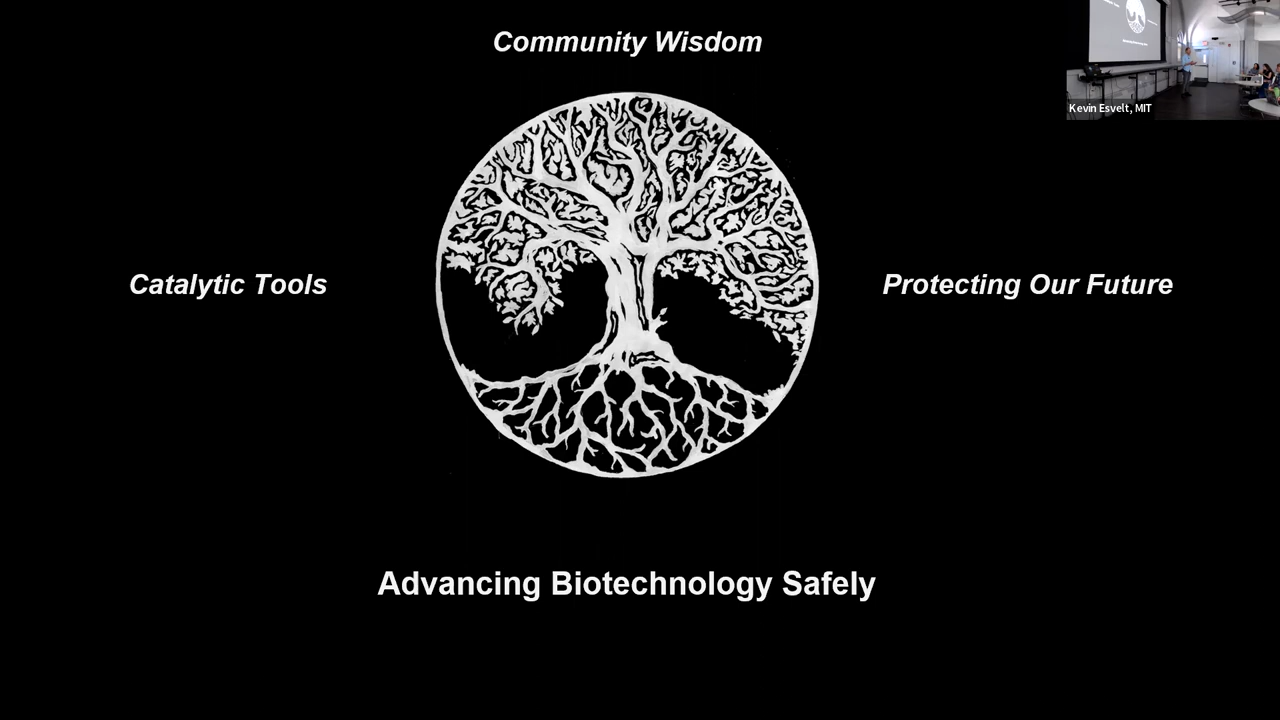 Community Wisdom
Kevin Esvelt, MIT
Catalytic Tools
Protecting Our Future
Advancing Biotechnology Safely